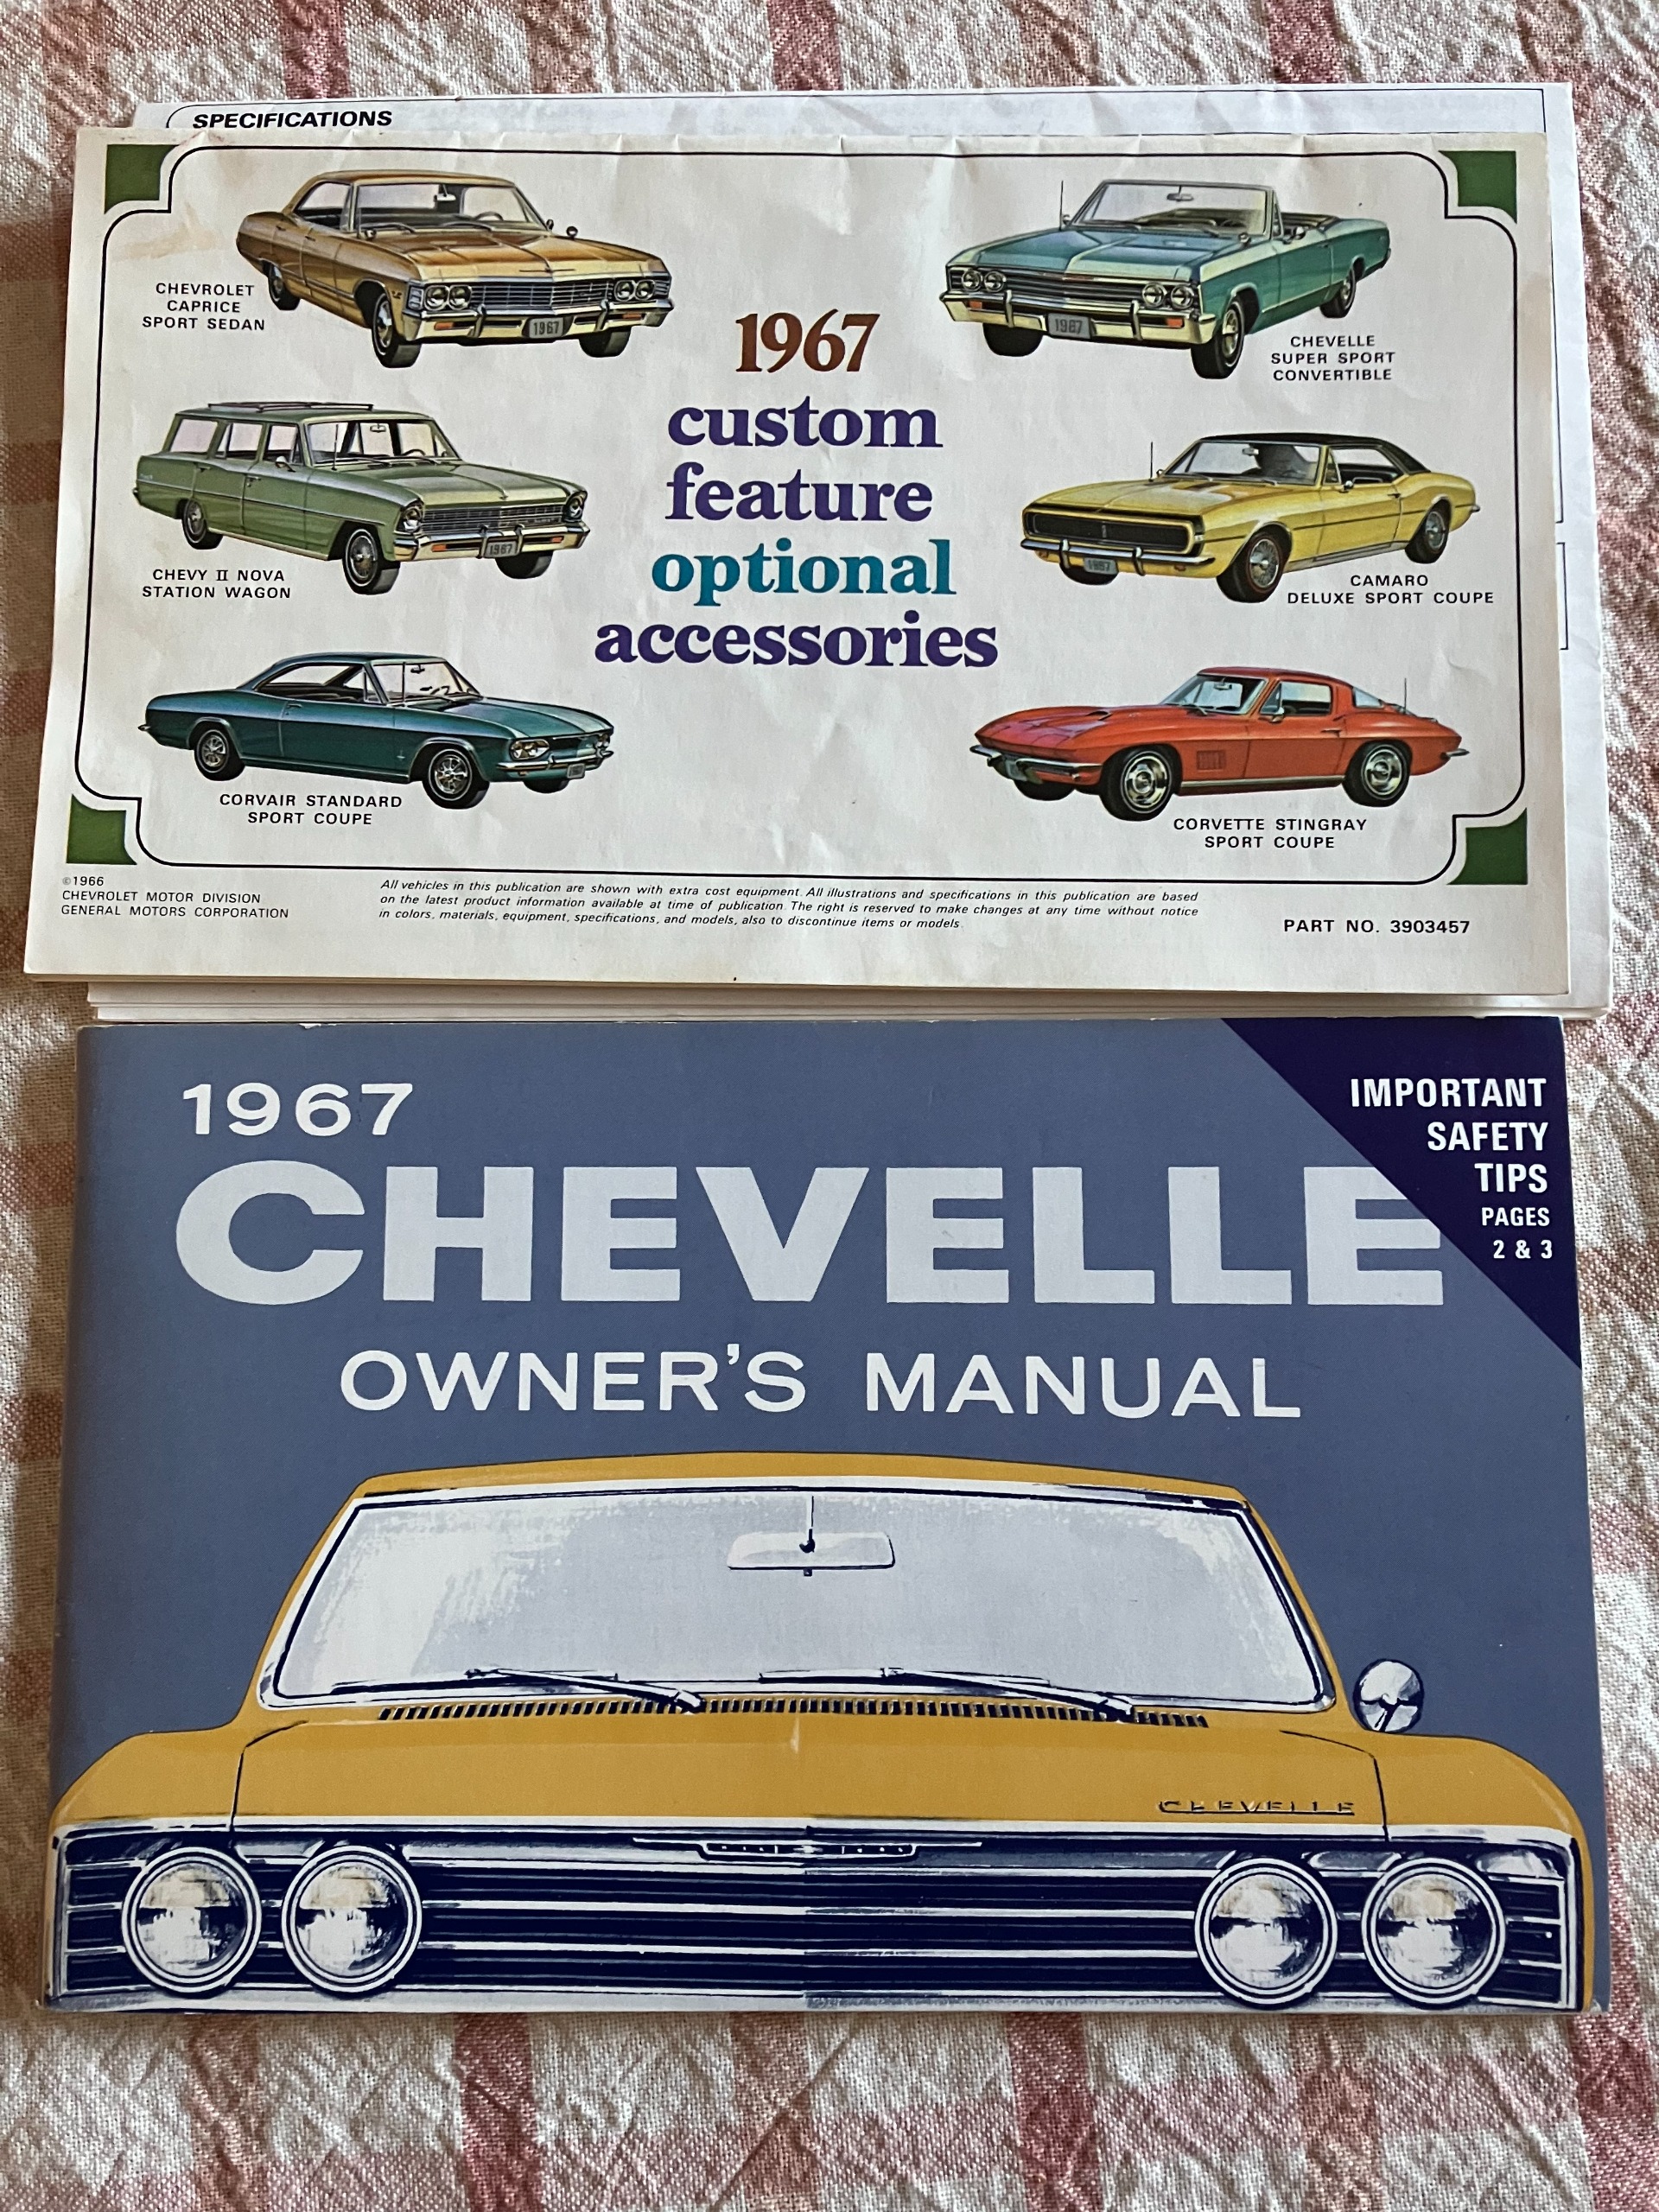 SPECIFICATIONS
CHEVROLET
CAPRICE
SPORT SEDAN
1967
1967
CHEVELLE
SUPER SPORT
CONVERTIBLE
1967
custom
feature
optional
accessories
CHEVY II NOVA
STATION WAGON
1967
CAMARO
DELUXE SPORT COUPE
1967
CORVAIR STANDARD
SPORT COUPE
CORVETTE STINGRAY
SPORT COUPE
©1966
CHEVROLET MOTOR DIVISION
GENERAL MOTORS CORPORATION
All vehicles in this publication are shown with extra cost equipment. All illustrations and specifications in this publication are based
on the latest product information available at time of publication. The right is reserved to make changes at any time without notice
in colors, materials, equipment, specifications, and models, also to discontinue items or models.
PART NO. 3903457
1967
CHEVELLE
OWNER'S MANUAL
IMPORTANT
SAFETY
TIPS
PAGES
2 & 3
CHEVELLE